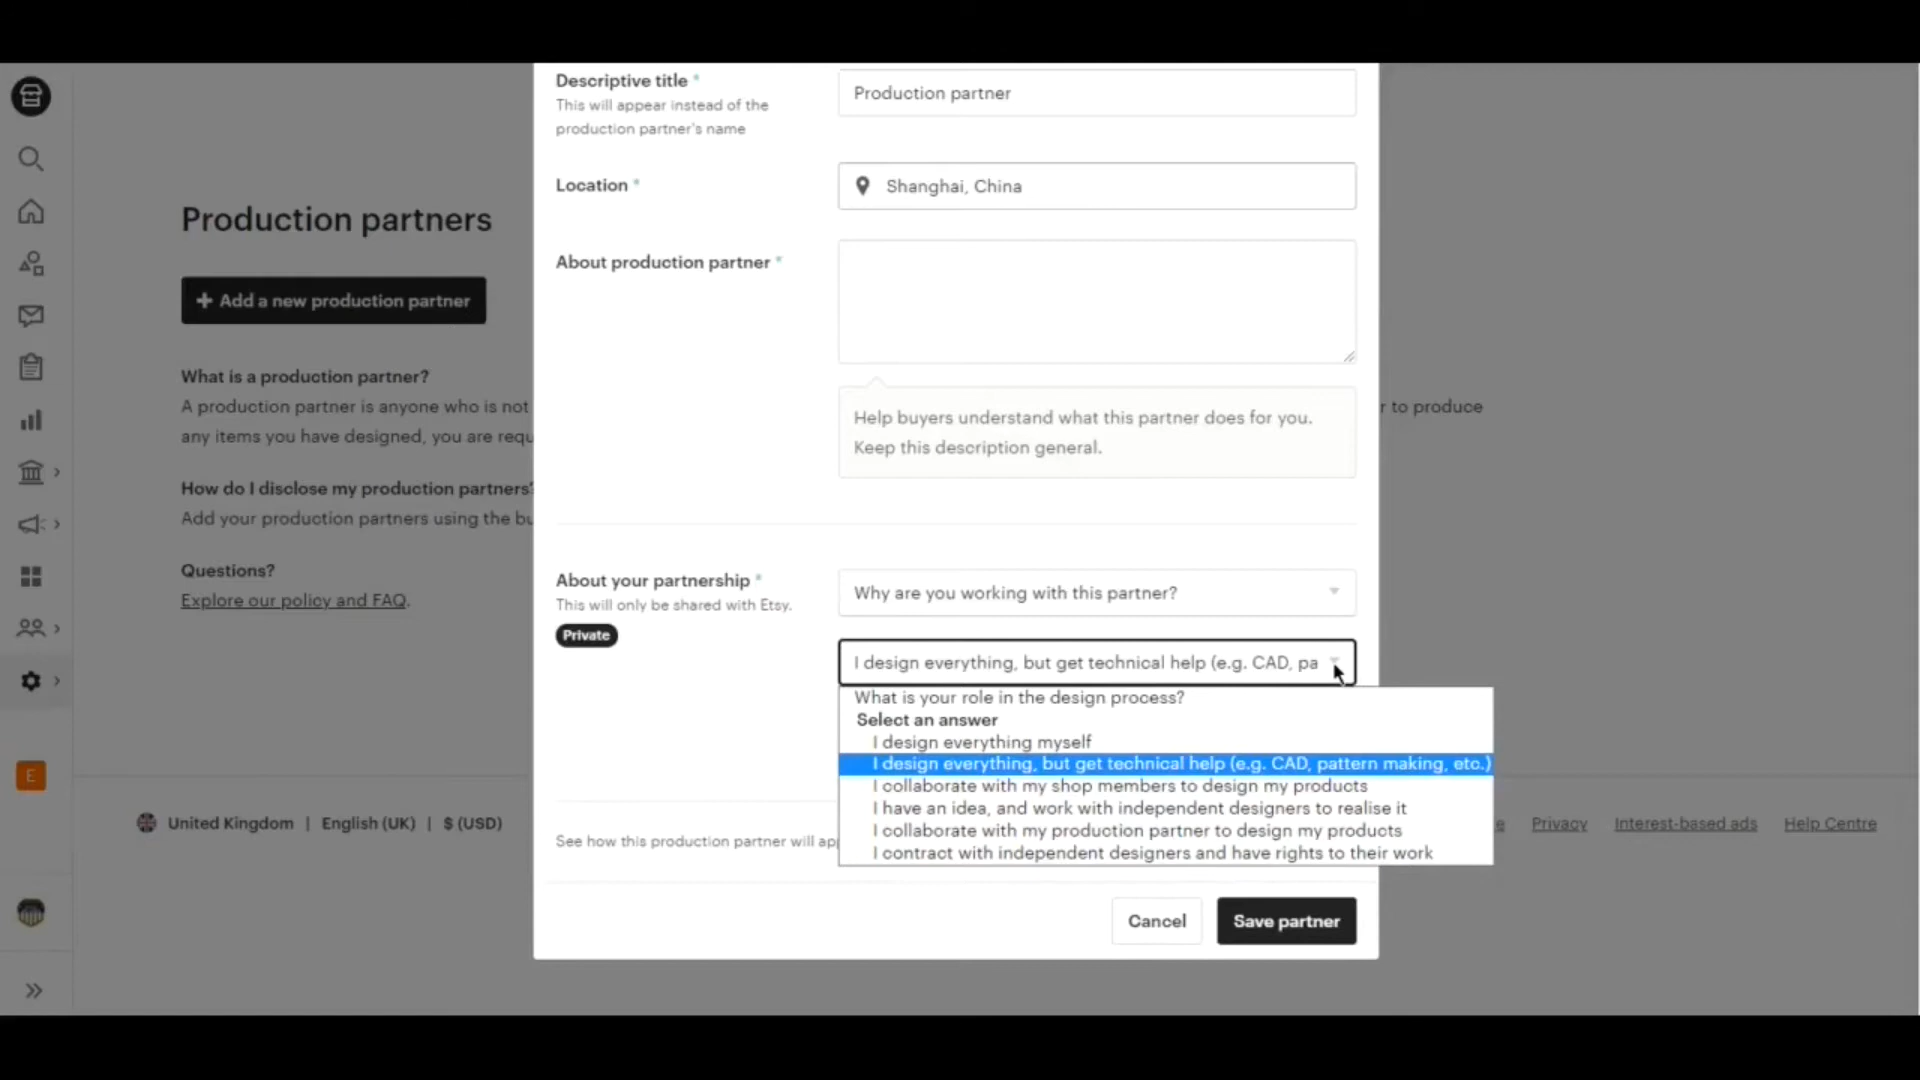 Descriptive title *
This will appear instead of the
production partner's name
Production partner
Location *
Shanghai, China
Production partners
+ Add a new production partner
About production partner *
What is a production partner?
A production partner is anyone who is not
r to produce
any items you have designed, you are requ
Help buyers understand what this partner does for you.
Keep this description general.
How do I disclose my production partners?
Add your production partners using the bu
Questions?
Explore our policy and FAQ.
About your partnership *
This will only be shared with Etsy.
Private
Why are you working with this partner?
I design everything, but get technical help (e.g. CAD, pa
What is your role in the design process?
Select an answer
I design everything myself
I design everything, but get technical help (e.g. CAD, pattern making, etc.)
I collaborate with my shop members to design my products
I have an idea, and work with independent designers to realise it
I collaborate with my production partner to design my products
I contract with independent designers and have rights to their work
E
United Kingdom | English (UK) | $ (USD)
See how this production partner will ap
e Privacy Interest-based ads Help Centre
Cancel
Save partner